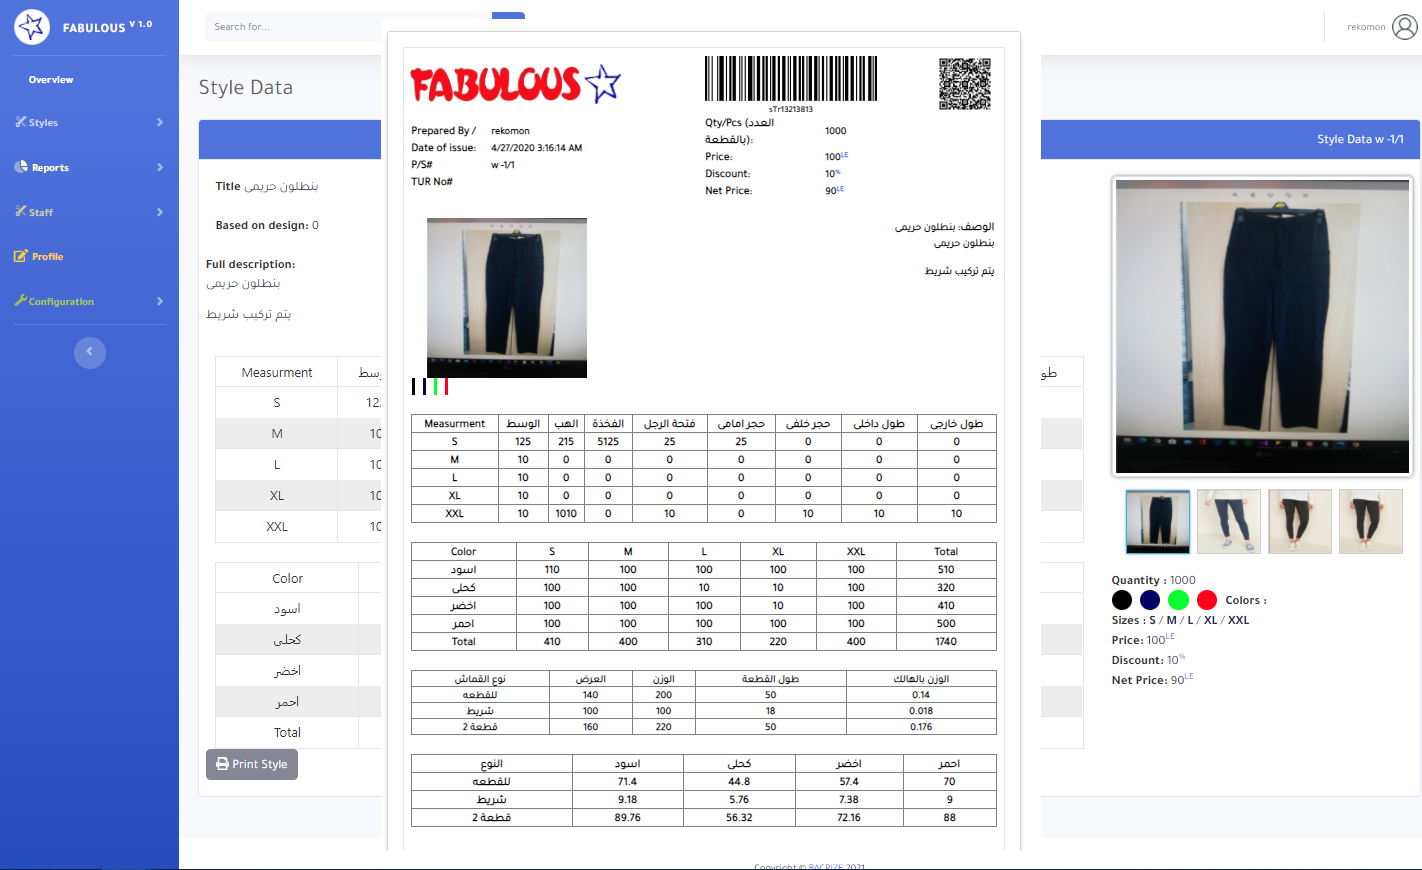 FABULOUS V 1.0
Search for...
rekomon
Overview
Styles
Reports
Staff
Profile
Configuration
Style Data
Style Data w -1/1
Title بنطلون حريمى
Based on design: 0
Full description:
بنطلون حريمى
يتم تركيب شريط
Measurment
S
M
L
XL
XXL
Color
اسود
كحلى
اخضر
احمر
Total
Print Style
FABULOUS
sTr13213813
Prepared By / rekomon
Date of issue: 4/27/2020 3:16:14 AM
P/S# w -1/1
TUR No#
Qty/Pcs (العدد بالقطعة): 1000
Price: 100LE
Discount: 10%
Net Price: 90LE
الوصف: بنطلون حريمى
بنطلون حريمى
يتم تركيب شريط
Measurment الوسط الهب الفخذة فتحة الرجل حجر امامى حجر خلفى طول داخلى طول خارجى
S 125 215 5125 25 25 0 0 0
M 10 0 0 0 0 0 0 0
L 10 0 0 0 0 0 0 0
XL 10 0 0 0 0 0 0 0
XXL 10 1010 0 10 0 10 10 10
Color S M L XL XXL Total
اسود 110 100 100 100 100 510
كحلى 100 100 10 10 100 320
اخضر 100 100 100 10 100 410
احمر 100 100 100 100 100 500
Total 410 400 310 220 400 1740
نوع القماش العرض الوزن طول القطعة الوزن بالهالك
للقطعه 140 200 50 0.14
شريط 100 100 18 0.018
قطعة 2 160 220 50 0.176
النوع اسود كحلى اخضر احمر
للقطعه 71.4 44.8 57.4 70
شريط 9.18 5.76 7.38 9
قطعة 2 89.76 56.32 72.16 88
Quantity : 1000
Colors :
Sizes : S / M / L / XL / XXL
Price: 100LE
Discount: 10%
Net Price: 90LE
Copyright © BACRIZE 2021